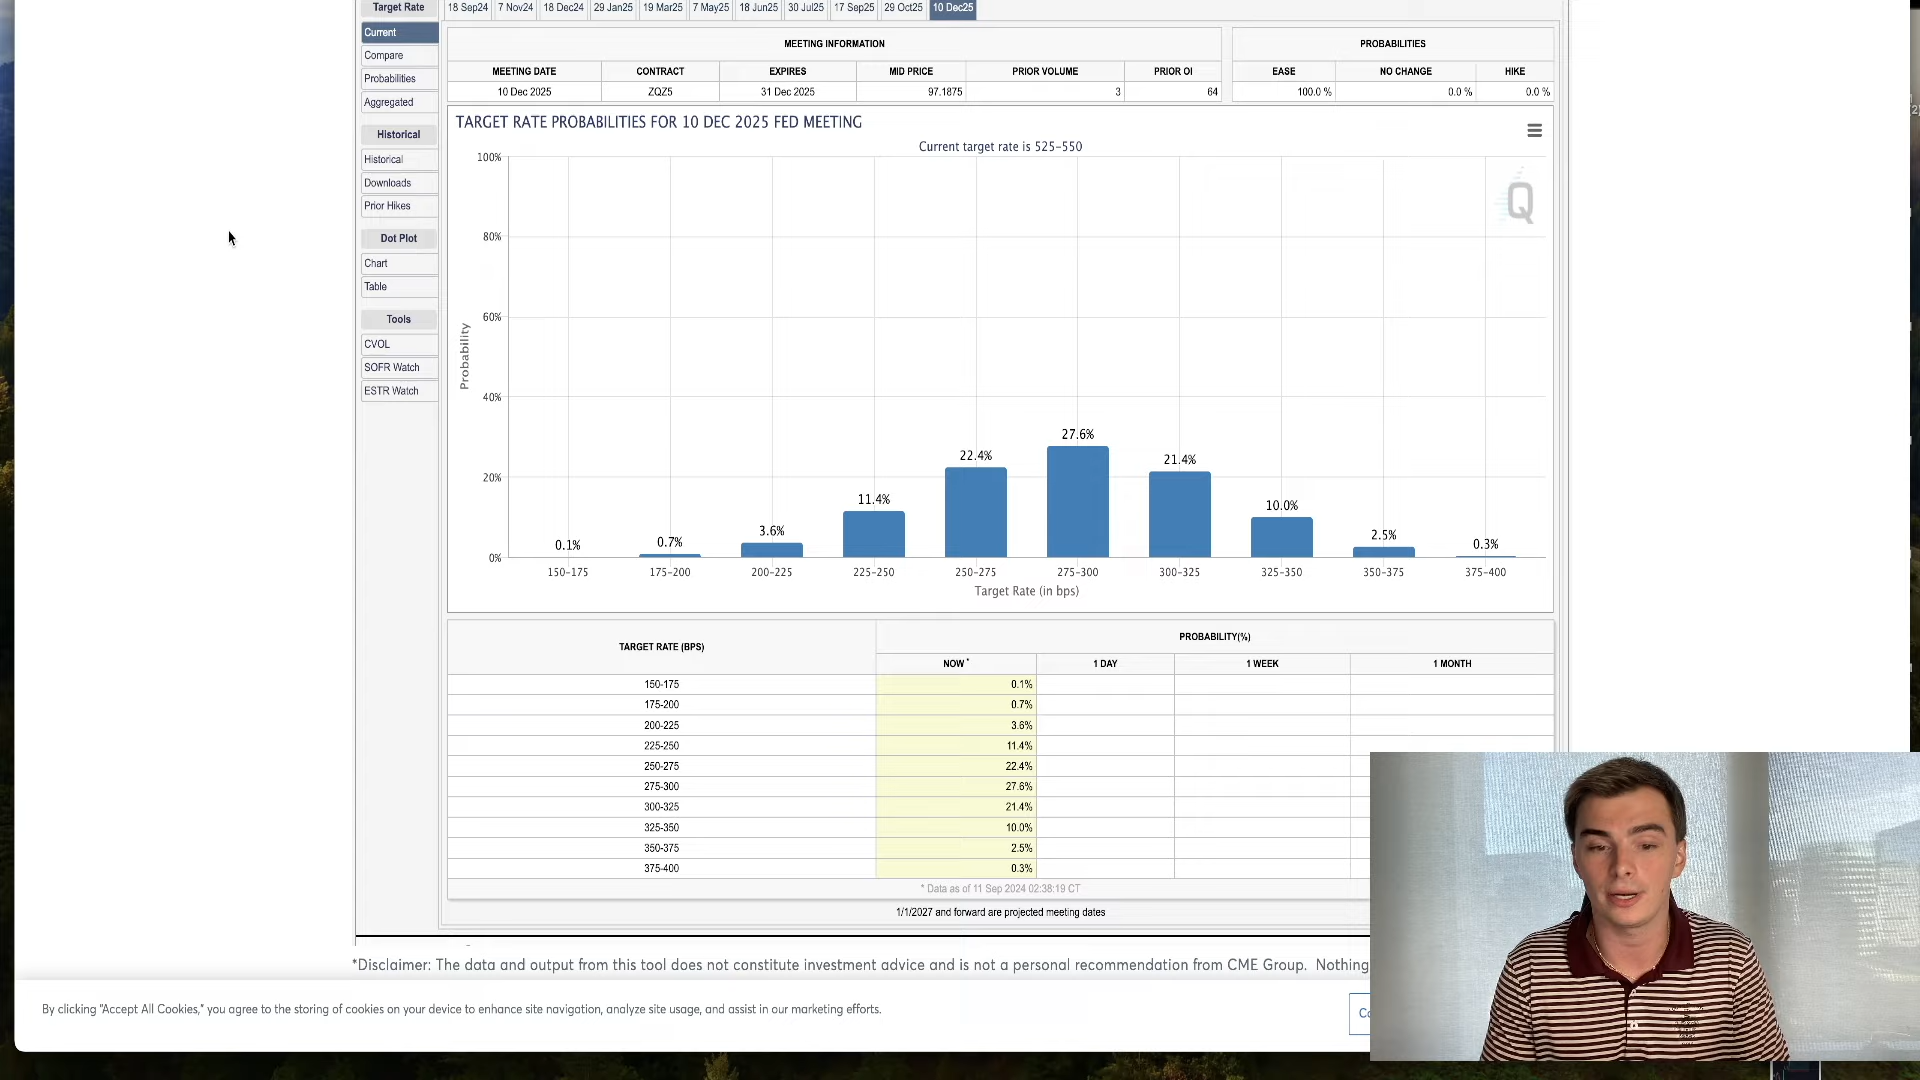 Target Rate
18 Sep24 7 Nov24 18 Dec24 29 Jan25 19 Mar25 7 May25 18 Jun25 30 Jul25 17 Sep25 29 Oct25 10 Dec25
Current
Compare
Probabilities
Aggregated
Historical
Historical
Downloads
Prior Hikes
Dot Plot
Chart
Table
Tools
CVOL
SOFR Watch
ESTR Watch
MEETING INFORMATION
MEETING DATE CONTRACT EXPIRES MID PRICE PRIOR VOLUME PRIOR OI
10 Dec 2025 ZQZ5 31 Dec 2025 97.1875 3 64
PROBABILITIES
EASE NO CHANGE HIKE
100.0 % 0.0 % 0.0 %
TARGET RATE PROBABILITIES FOR 10 DEC 2025 FED MEETING
Current target rate is 525–550
Q
Probability
100%
80%
60%
40%
20%
0%
0.1% 0.7% 3.6% 11.4% 22.4% 27.6% 21.4% 10.0% 2.5% 0.3%
150–175 175–200 200–225 225–250 250–275 275–300 300–325 325–350 350–375 375–400
Target Rate (in bps)
TARGET RATE (BPS) PROBABILITY(%)
NOW * 1 DAY 1 WEEK 1 MONTH
150-175 0.1%
175-200 0.7%
200-225 3.6%
225-250 11.4%
250-275 22.4%
275-300 27.6%
300-325 21.4%
325-350 10.0%
350-375 2.5%
375-400 0.3%
* Data as of 11 Sep 2024 02:38:19 CT
1/1/2027 and forward are projected meeting dates
*Disclaimer: The data and output from this tool does not constitute investment advice and is not a personal recommendation from CME Group. Nothing
By clicking “Accept All Cookies,” you agree to the storing of cookies on your device to enhance site navigation, analyze site usage, and assist in our marketing efforts.